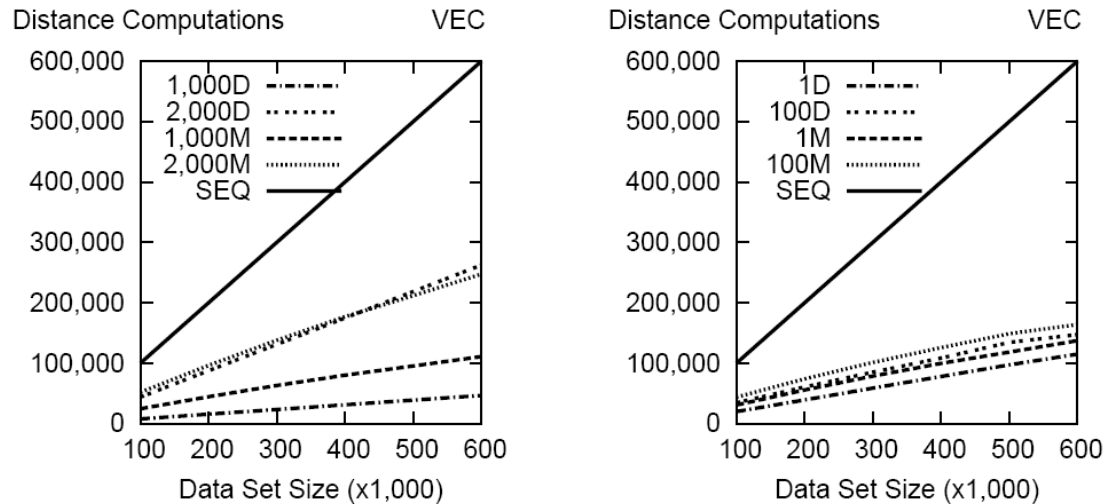 Distance Computations VEC
600,000
500,000
400,000
300,000
200,000
100,000
0
1,000D
2,000D
1,000M
2,000M
SEQ
100 200 300 400 500 600
Data Set Size (x1,000)
Distance Computations VEC
600,000
500,000
400,000
300,000
200,000
100,000
0
1D
100D
1M
100M
SEQ
100 200 300 400 500 600
Data Set Size (x1,000)